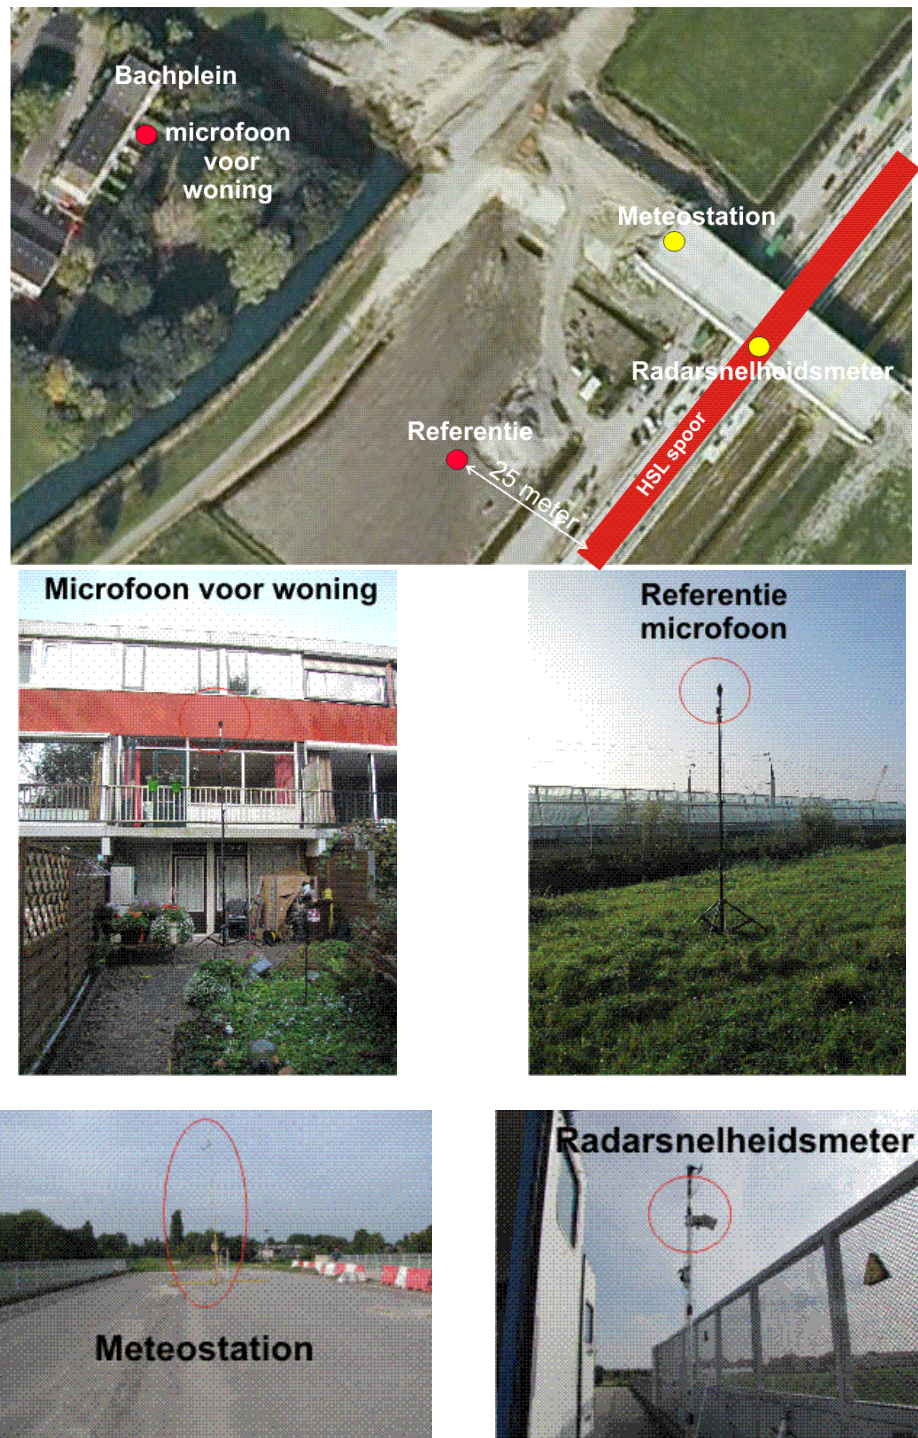 Bachplein
microfoon
voor
woning
Meteostation
Radarsnelheidsmeter
Referentie
25 meter
HSL spoor
Microfoon voor woning
Referentie
microfoon
Meteostation
Radarsnelheidsmeter